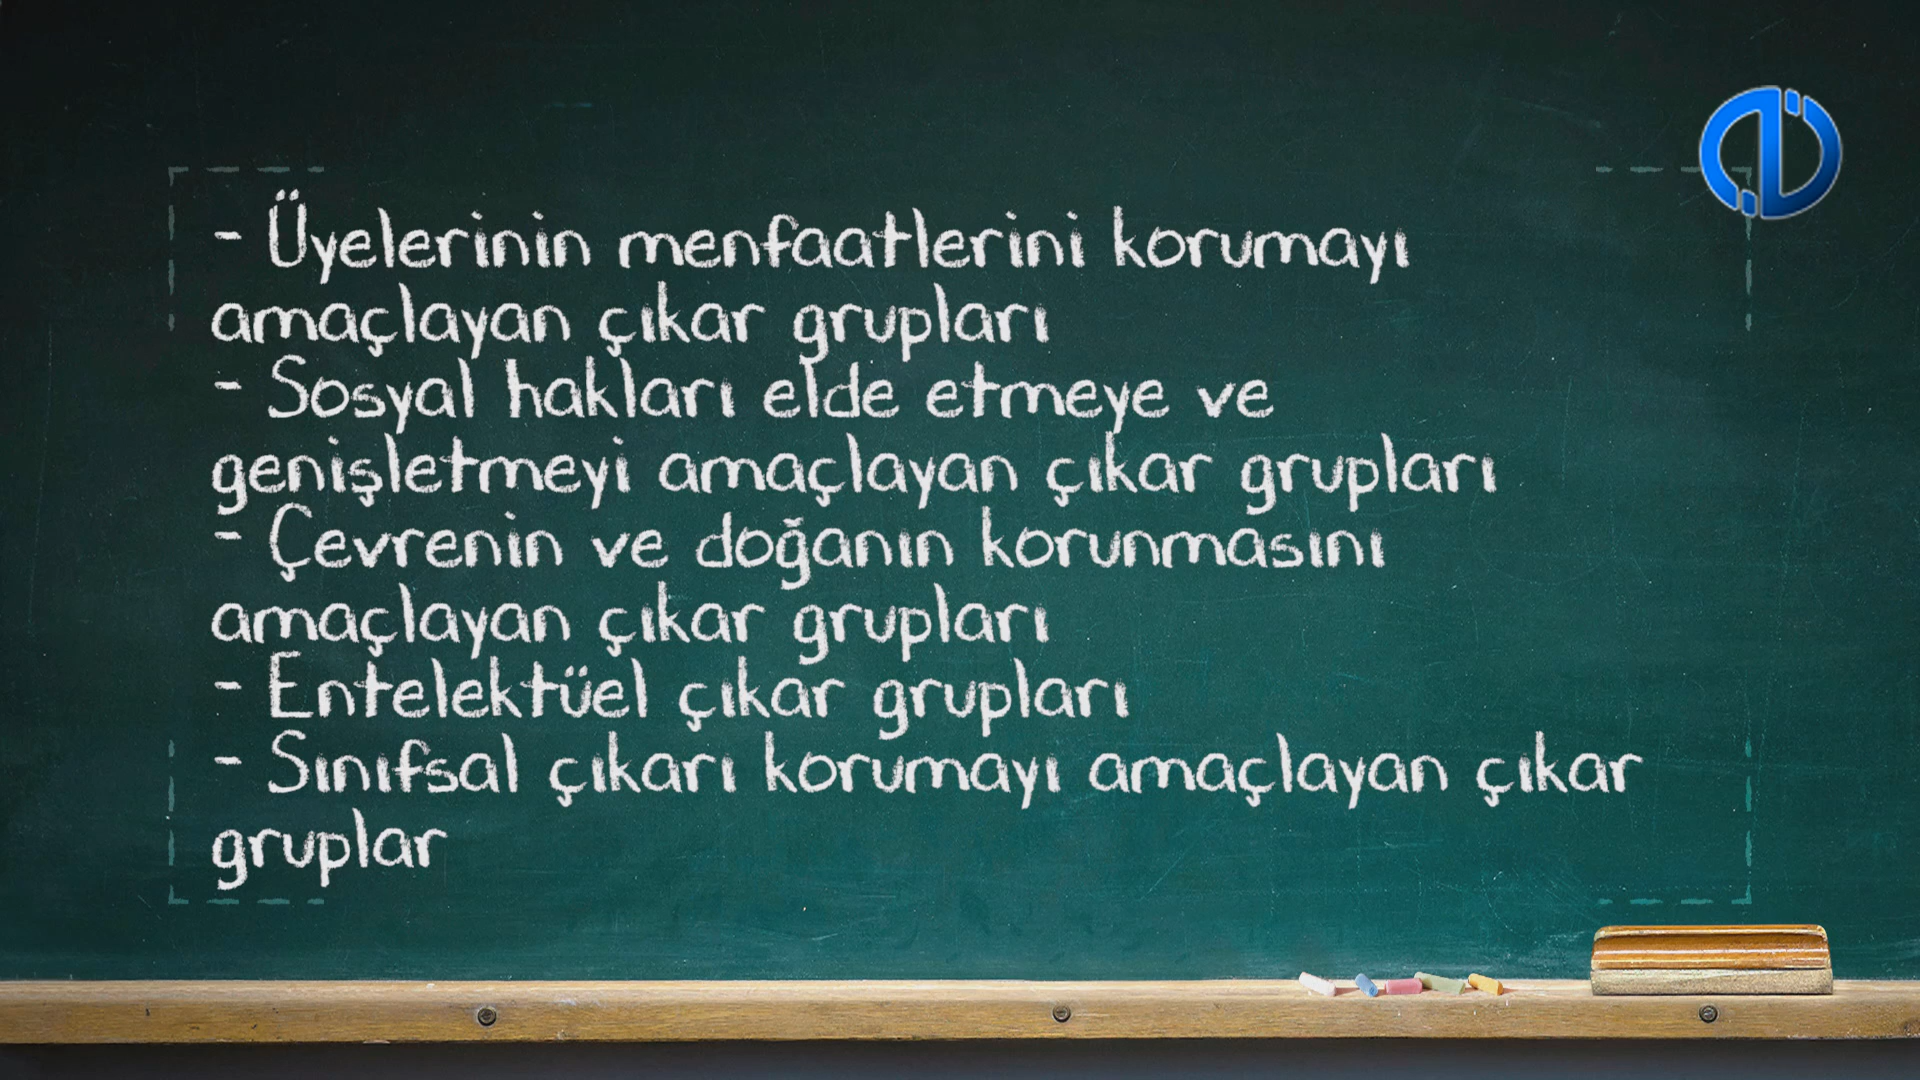 - Üyelerinin menfaatlerini korumayı
amaçlayan çıkar grupları
- Sosyal hakları elde etmeye ve
genişletmeyi amaçlayan çıkar grupları
- Çevrenin ve doğanın korunmasını
amaçlayan çıkar grupları
- Entelektüel çıkar grupları
- Sınıfsal çıkarı korumayı amaçlayan çıkar
gruplar